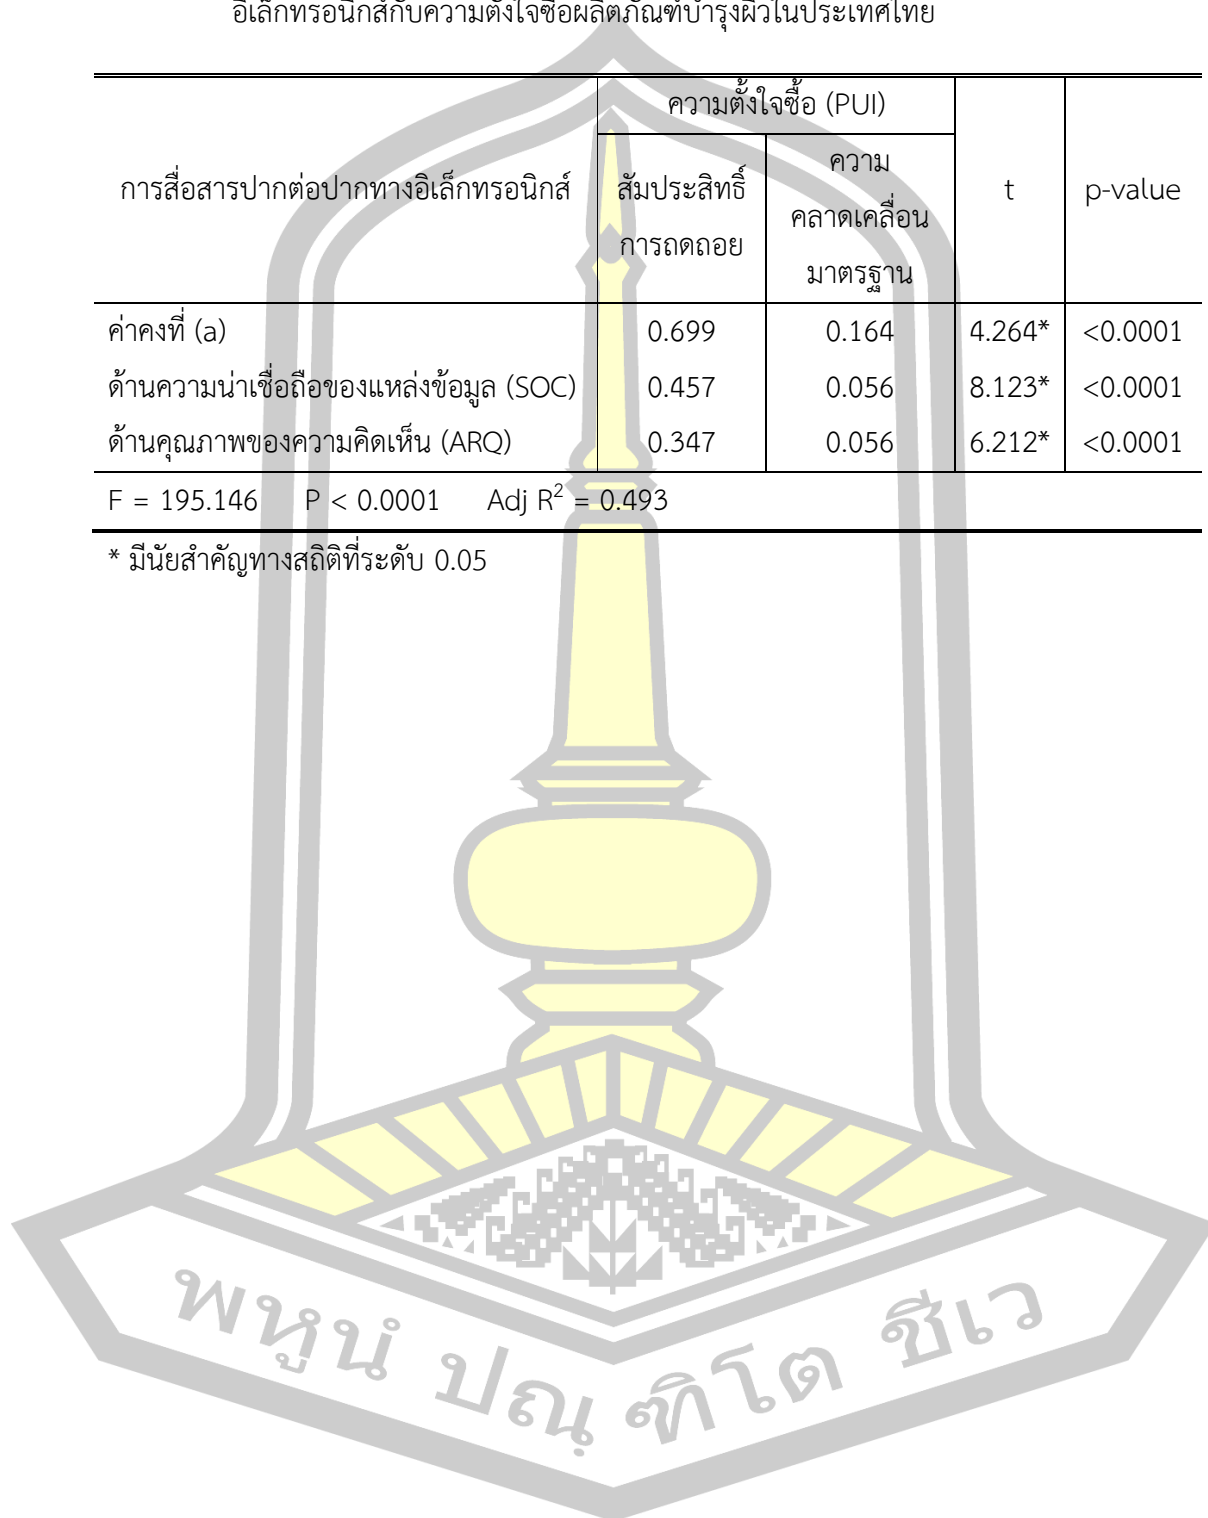 อิเล็กทรอนิกส์กับความตั้งใจซื้อผลิตภัณฑ์บำรุงผิวในประเทศไทย
ความตั้งใจซื้อ (PUI)
การสื่อสารปากต่อปากทางอิเล็กทรอนิกส์ สัมประสิทธิ์การถดถอย ความคลาดเคลื่อนมาตรฐาน t p-value
ค่าคงที่ (a) 0.699 0.164 4.264* <0.0001
ด้านความน่าเชื่อถือของแหล่งข้อมูล (SOC) 0.457 0.056 8.123* <0.0001
ด้านคุณภาพของความคิดเห็น (ARQ) 0.347 0.056 6.212* <0.0001
F = 195.146 P < 0.0001 Adj R² = 0.493
* มีนัยสำคัญทางสถิติที่ระดับ 0.05
พหูนํ ปณฺฑิโต ชีเว